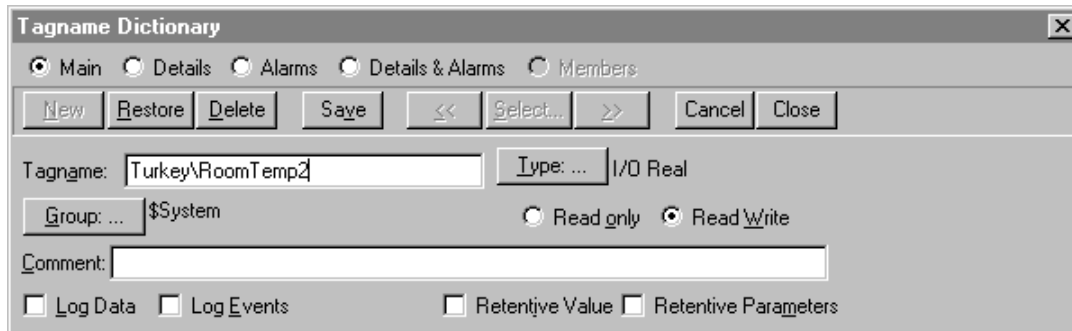 Tagname Dictionary
Main Details Alarms Details & Alarms Members
New Restore Delete Save << Select... >> Cancel Close
Tagname: Turkey\RoomTemp2 Type: ... I/O Real
Group: ... $System Read only Read Write
Comment:
Log Data Log Events Retentive Value Retentive Parameters